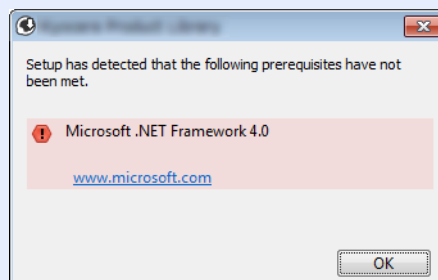 Setup has detected that the following prerequisites have not
been met.
Microsoft .NET Framework 4.0
www.microsoft.com
OK